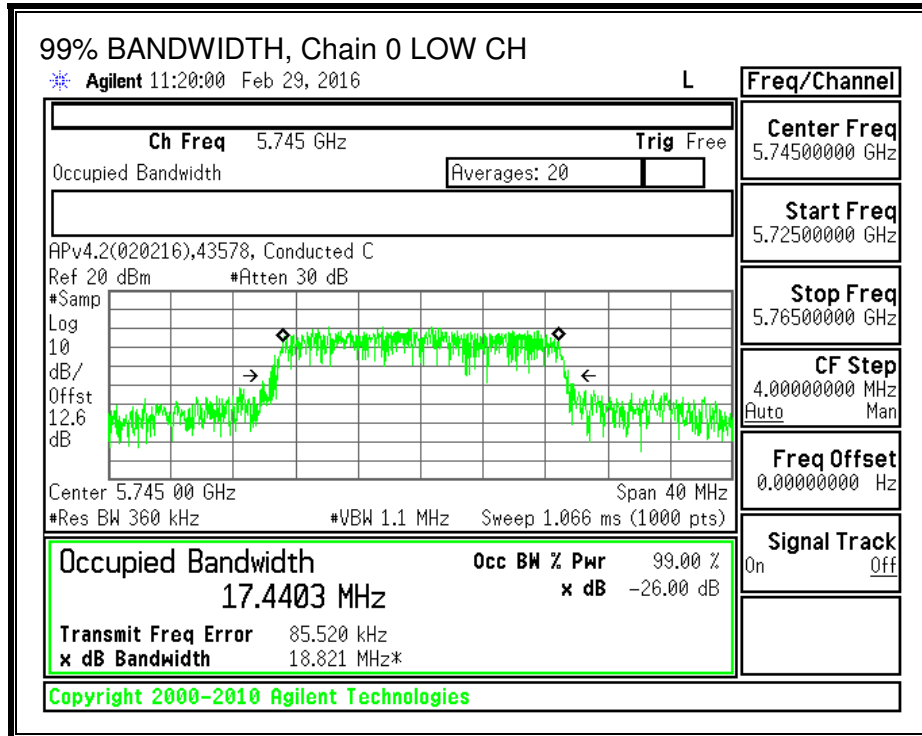 99% BANDWIDTH, Chain 0 LOW CH
Agilent 11:20:00 Feb 29, 2016 L
Freq/Channel
Ch Freq 5.745 GHz Trig Free
Occupied Bandwidth Averages: 20
APv4.2(020216),43578, Conducted C
Ref 20 dBm #Atten 30 dB
#Samp
Log
10
dB/
Offst
12.6
dB
Center 5.745 00 GHz Span 40 MHz
#Res BW 360 kHz #VBW 1.1 MHz Sweep 1.066 ms (1000 pts)
Occupied Bandwidth
17.4403 MHz
Occ BW % Pwr 99.00 %
x dB -26.00 dB
Transmit Freq Error 85.520 kHz
x dB Bandwidth 18.821 MHz*
Copyright 2000-2010 Agilent Technologies
Center Freq
5.74500000 GHz
Start Freq
5.72500000 GHz
Stop Freq
5.76500000 GHz
CF Step
4.00000000 MHz
Auto Man
Freq Offset
0.00000000 Hz
Signal Track
On Off